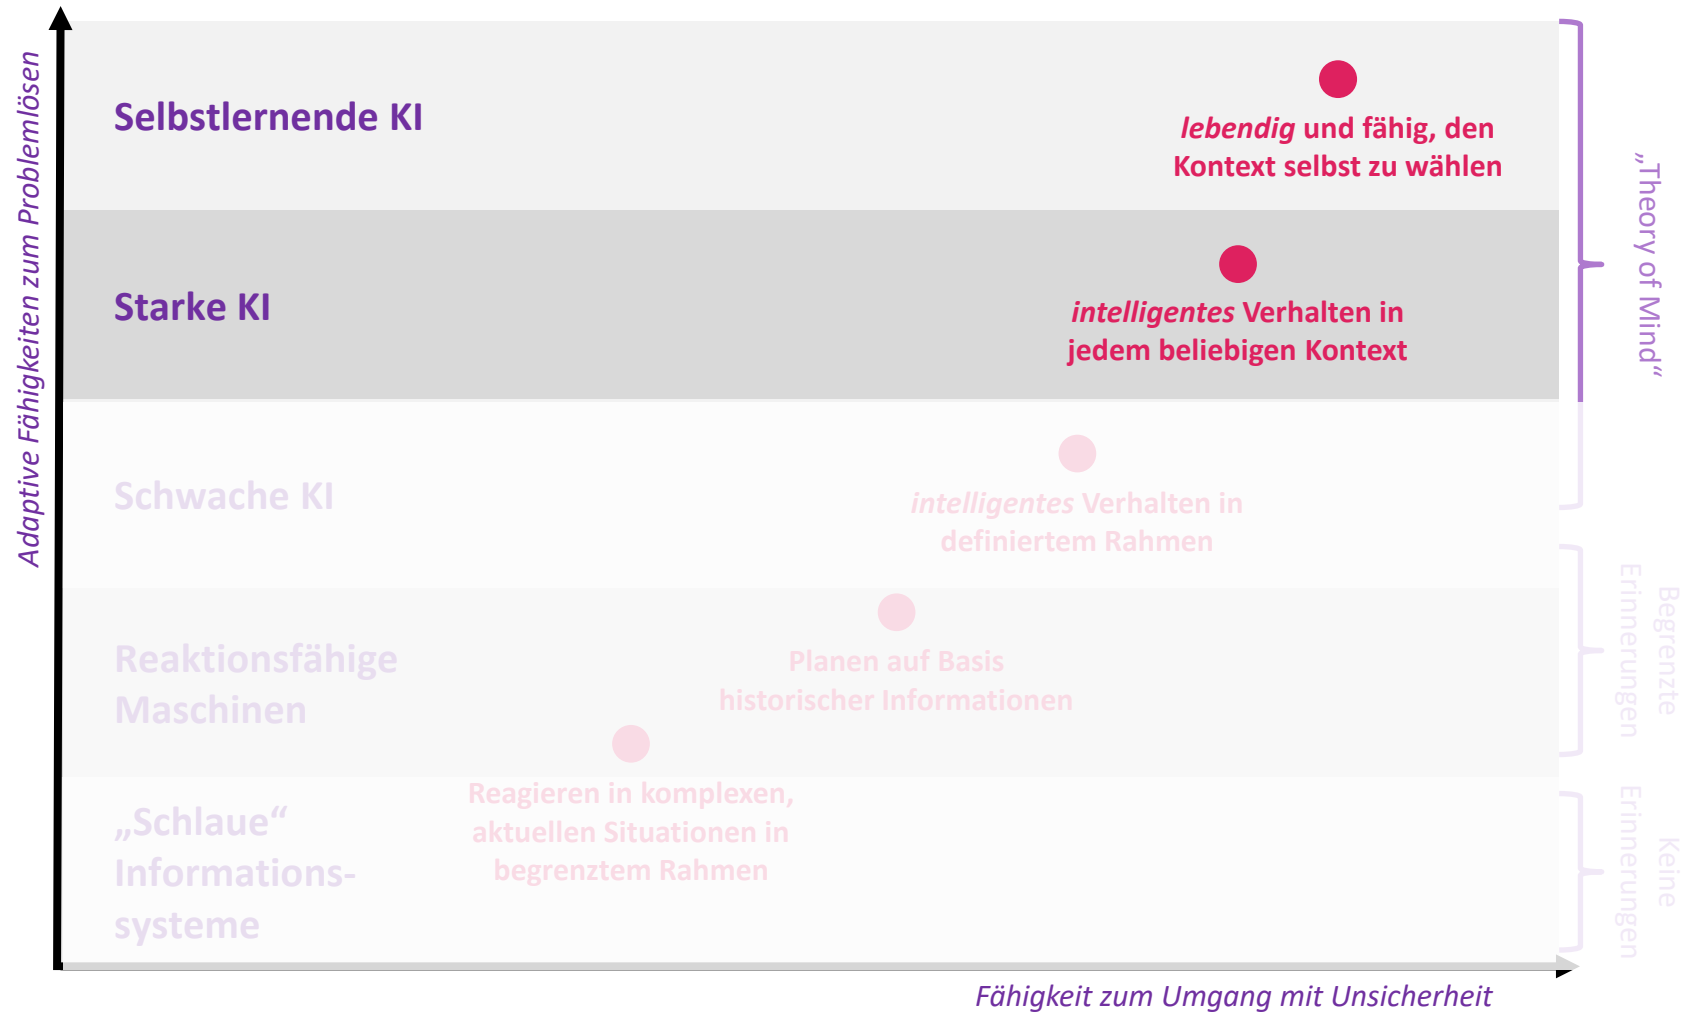 Adaptive Fähigkeiten zum Problemlösen
Selbstlernende KI
lebendig und fähig, den
Kontext selbst zu wählen
Starke KI
intelligentes Verhalten in
jedem beliebigen Kontext
„Theory of Mind“
Schwache KI
intelligentes Verhalten in
definiertem Rahmen
Reaktionsfähige
Maschinen
Planen auf Basis
historischer Informationen
Begrenzte
Erinnerungen
„Schlaue“
Informations-
systeme
Reagieren in komplexen,
aktuellen Situationen in
begrenztem Rahmen
Keine
Erinnerungen
Fähigkeit zum Umgang mit Unsicherheit